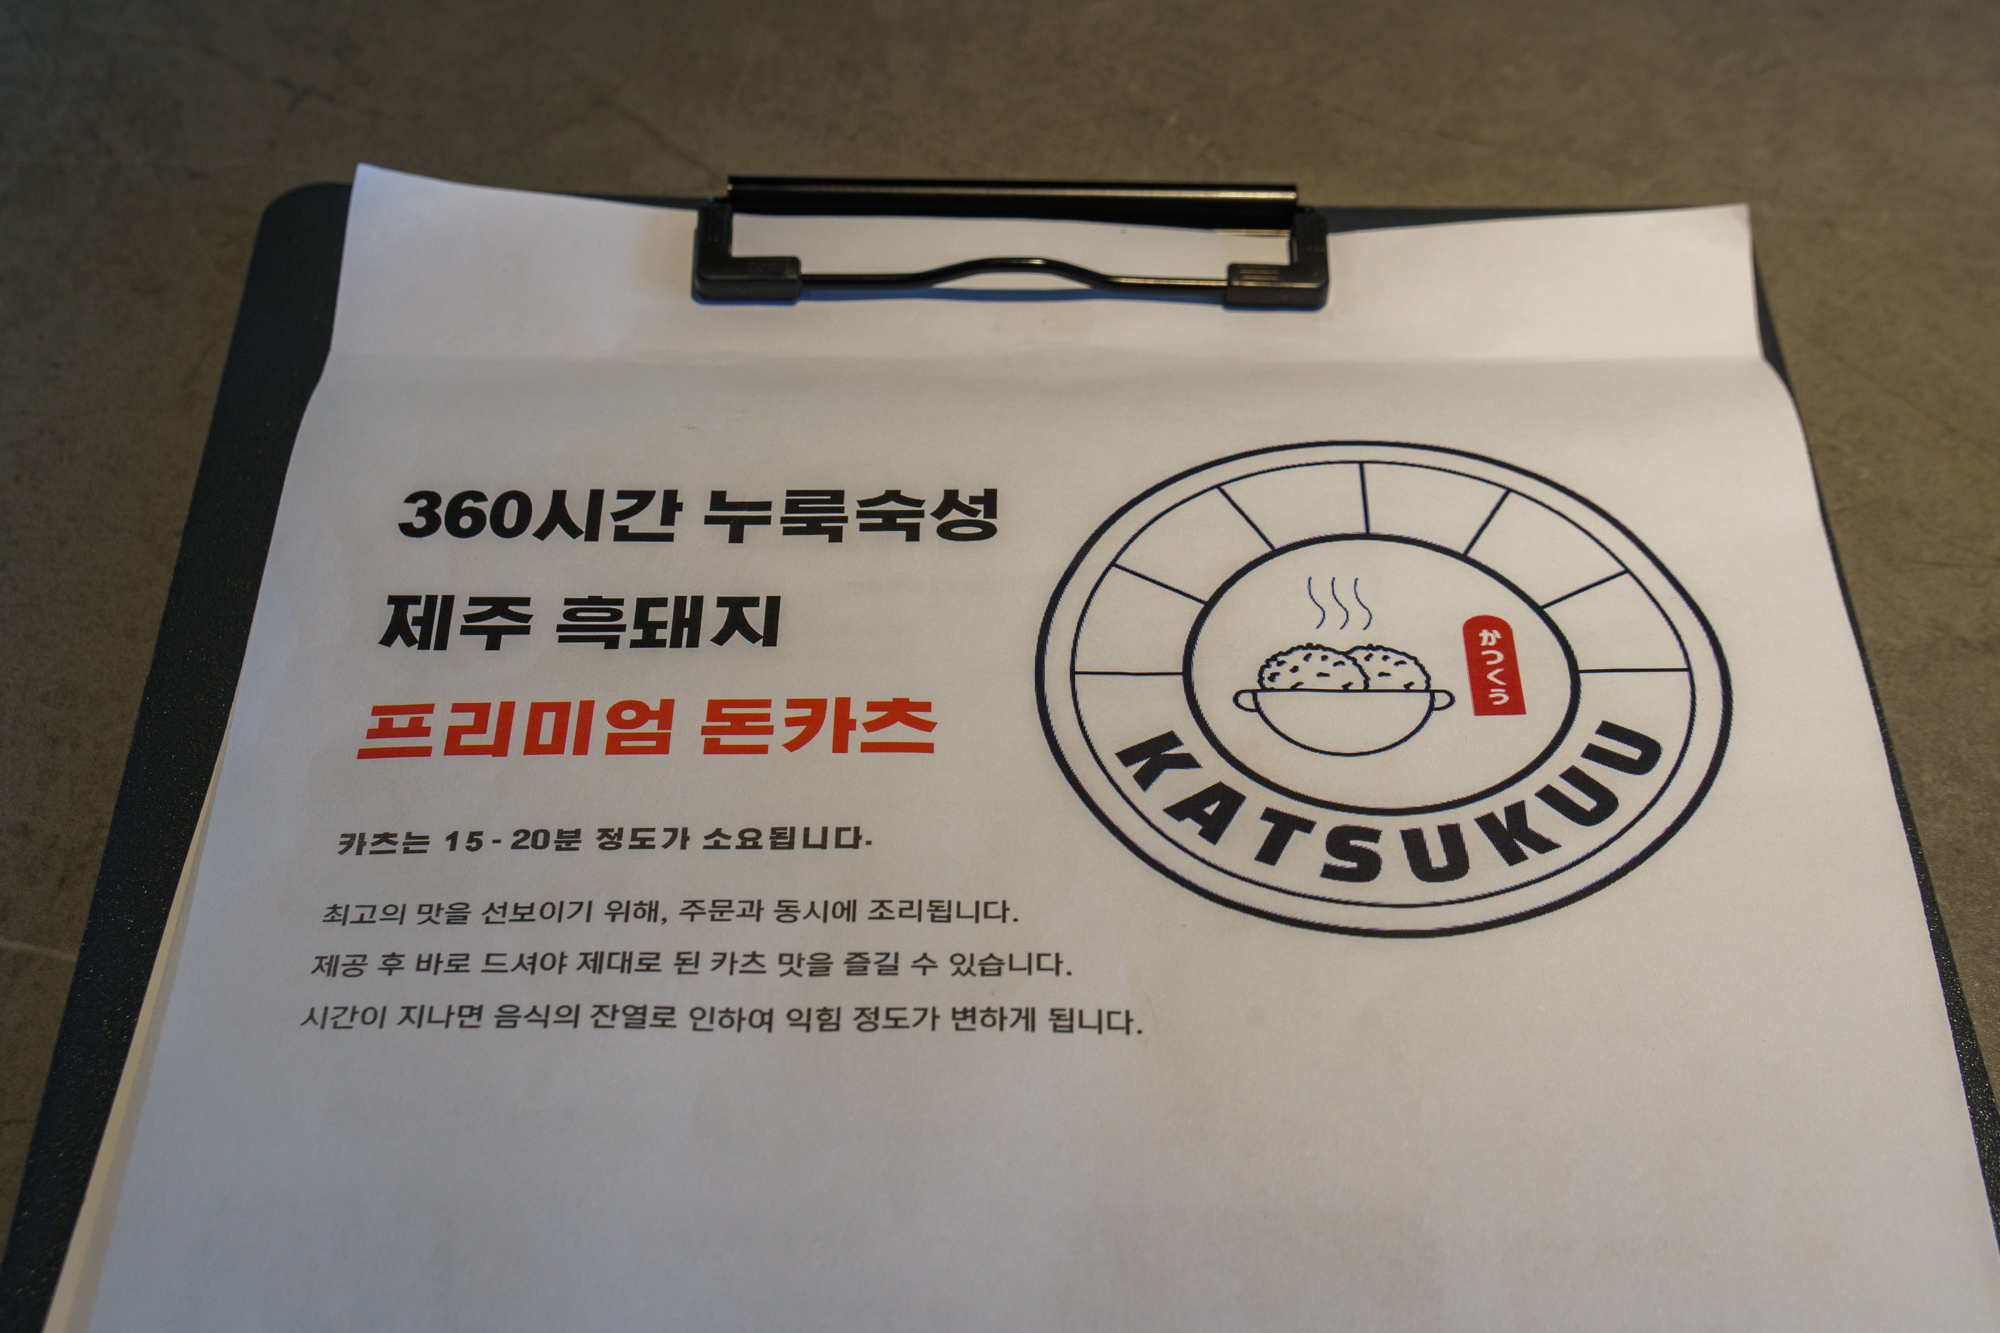 360시간 누룩숙성
제주 흑돼지
프리미엄 돈카츠
카츠는 15 - 20분 정도가 소요됩니다.
최고의 맛을 선보이기 위해, 주문과 동시에 조리됩니다.
제공 후 바로 드셔야 제대로 된 카츠 맛을 즐길 수 있습니다.
시간이 지나면 음식의 잔열로 인하여 익힘 정도가 변하게 됩니다.
かつくう
KATSUKUU